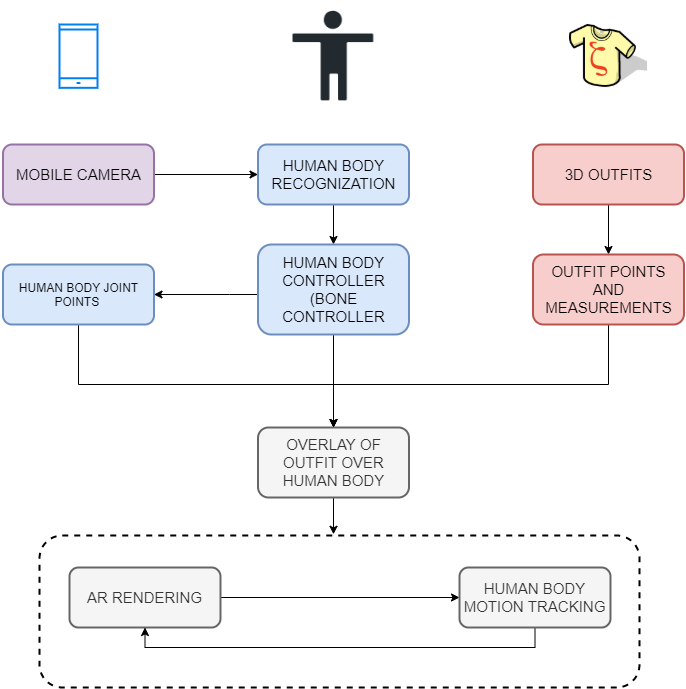 ζ
MOBILE CAMERA
HUMAN BODY
RECOGNIZATION
3D OUTFITS
HUMAN BODY JOINT
POINTS
HUMAN BODY
CONTROLLER
(BONE
CONTROLLER
OUTFIT POINTS
AND
MEASUREMENTS
OVERLAY OF
OUTFIT OVER
HUMAN BODY
AR RENDERING
HUMAN BODY
MOTION TRACKING